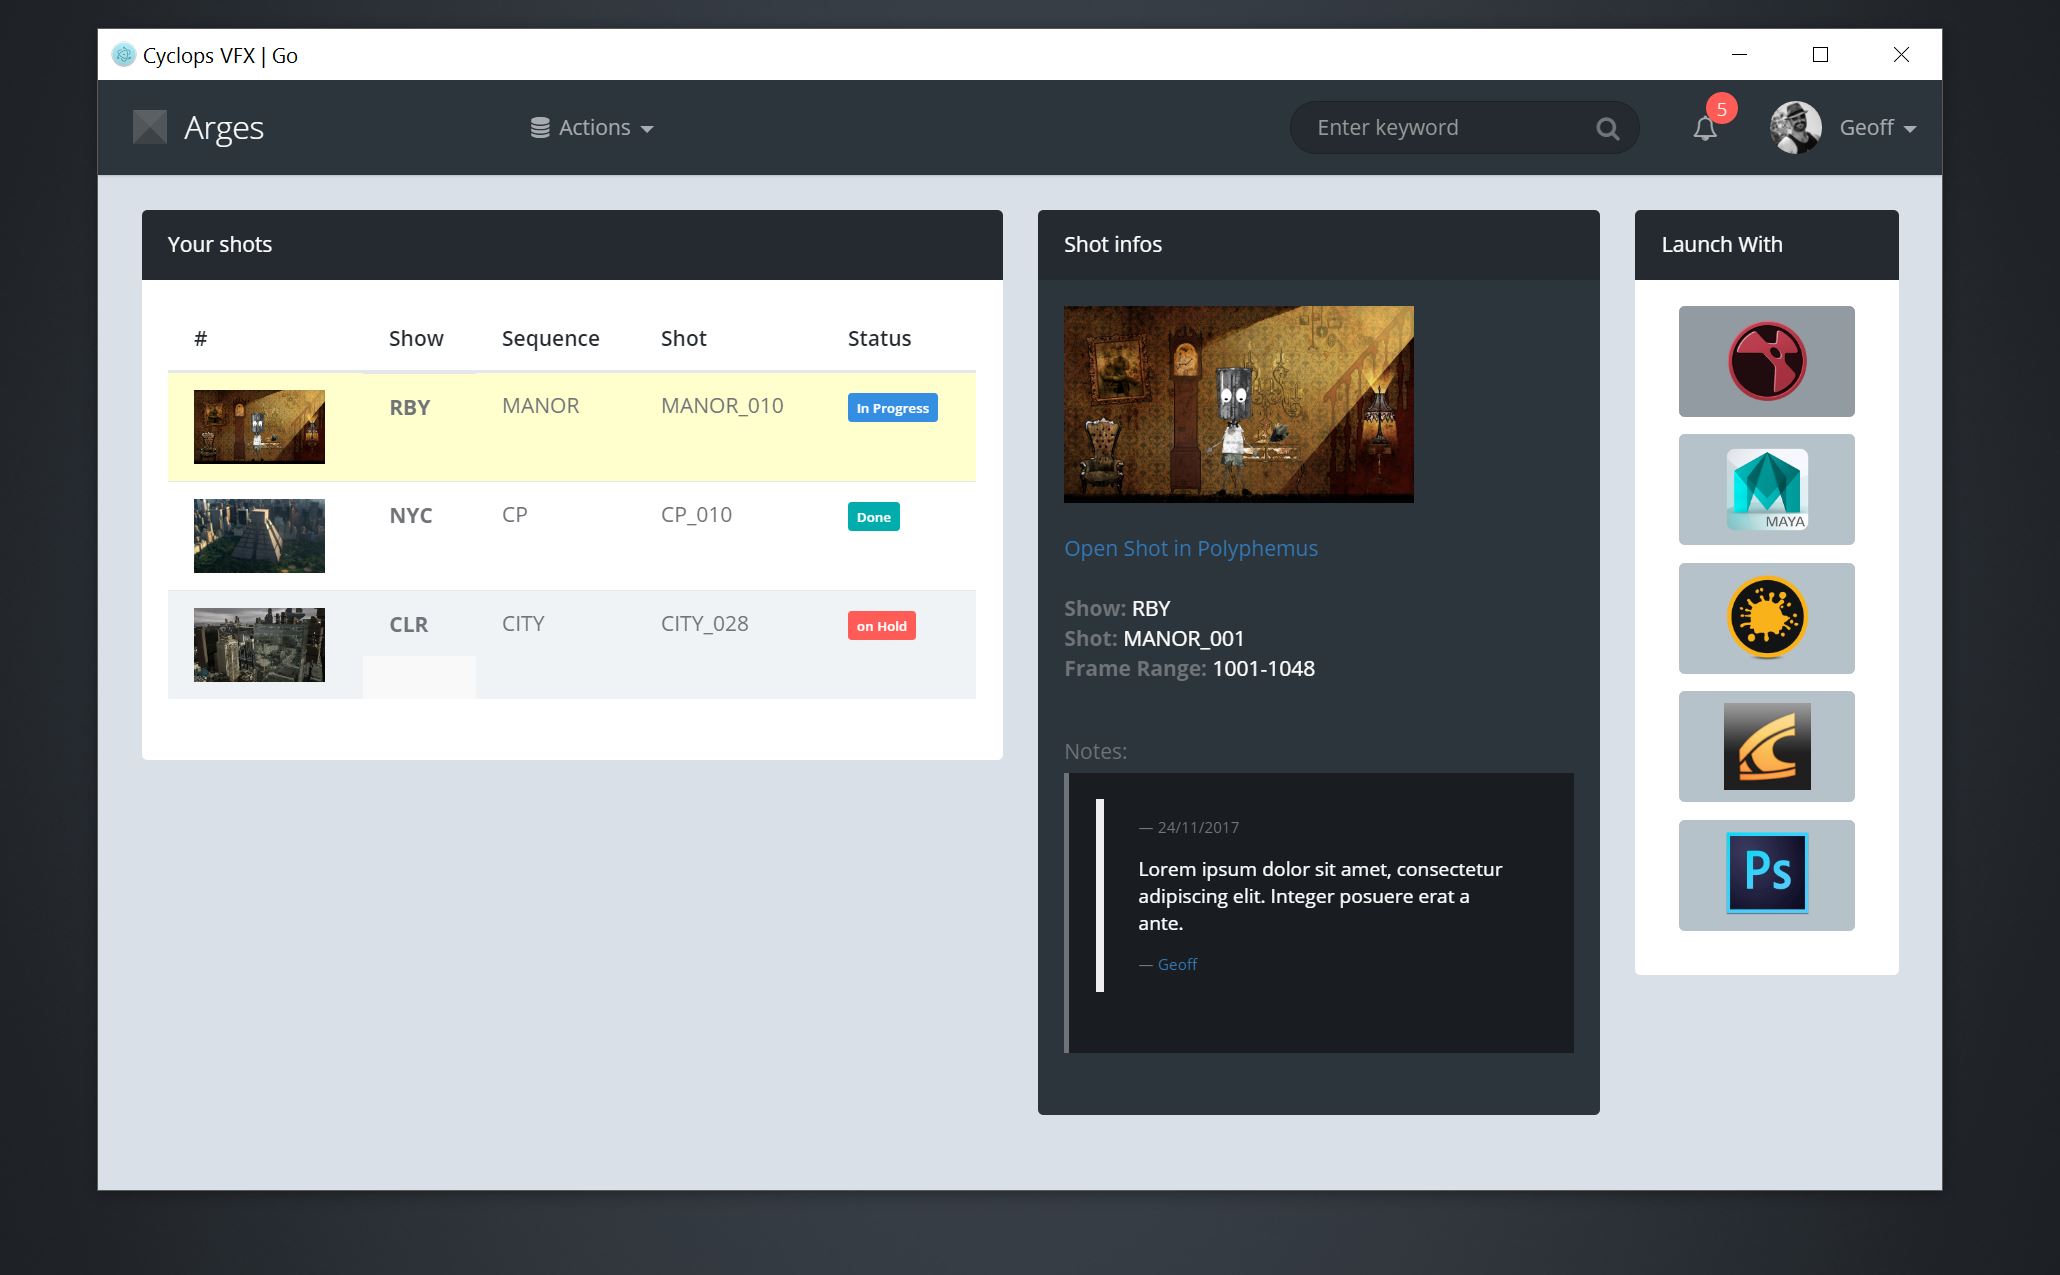 Cyclops VFX | Go
Arges
Actions
Enter keyword
5
Geoff
Your shots
# Show Sequence Shot Status
RBY MANOR MANOR_010 In Progress
NYC CP CP_010 Done
CLR CITY CITY_028 on Hold
Shot infos
Open Shot in Polyphemus
Show: RBY
Shot: MANOR_001
Frame Range: 1001-1048
Notes:
— 24/11/2017
Lorem ipsum dolor sit amet, consectetur
adipiscing elit. Integer posuere erat a
ante.
— Geoff
Launch With
MAYA
Ps